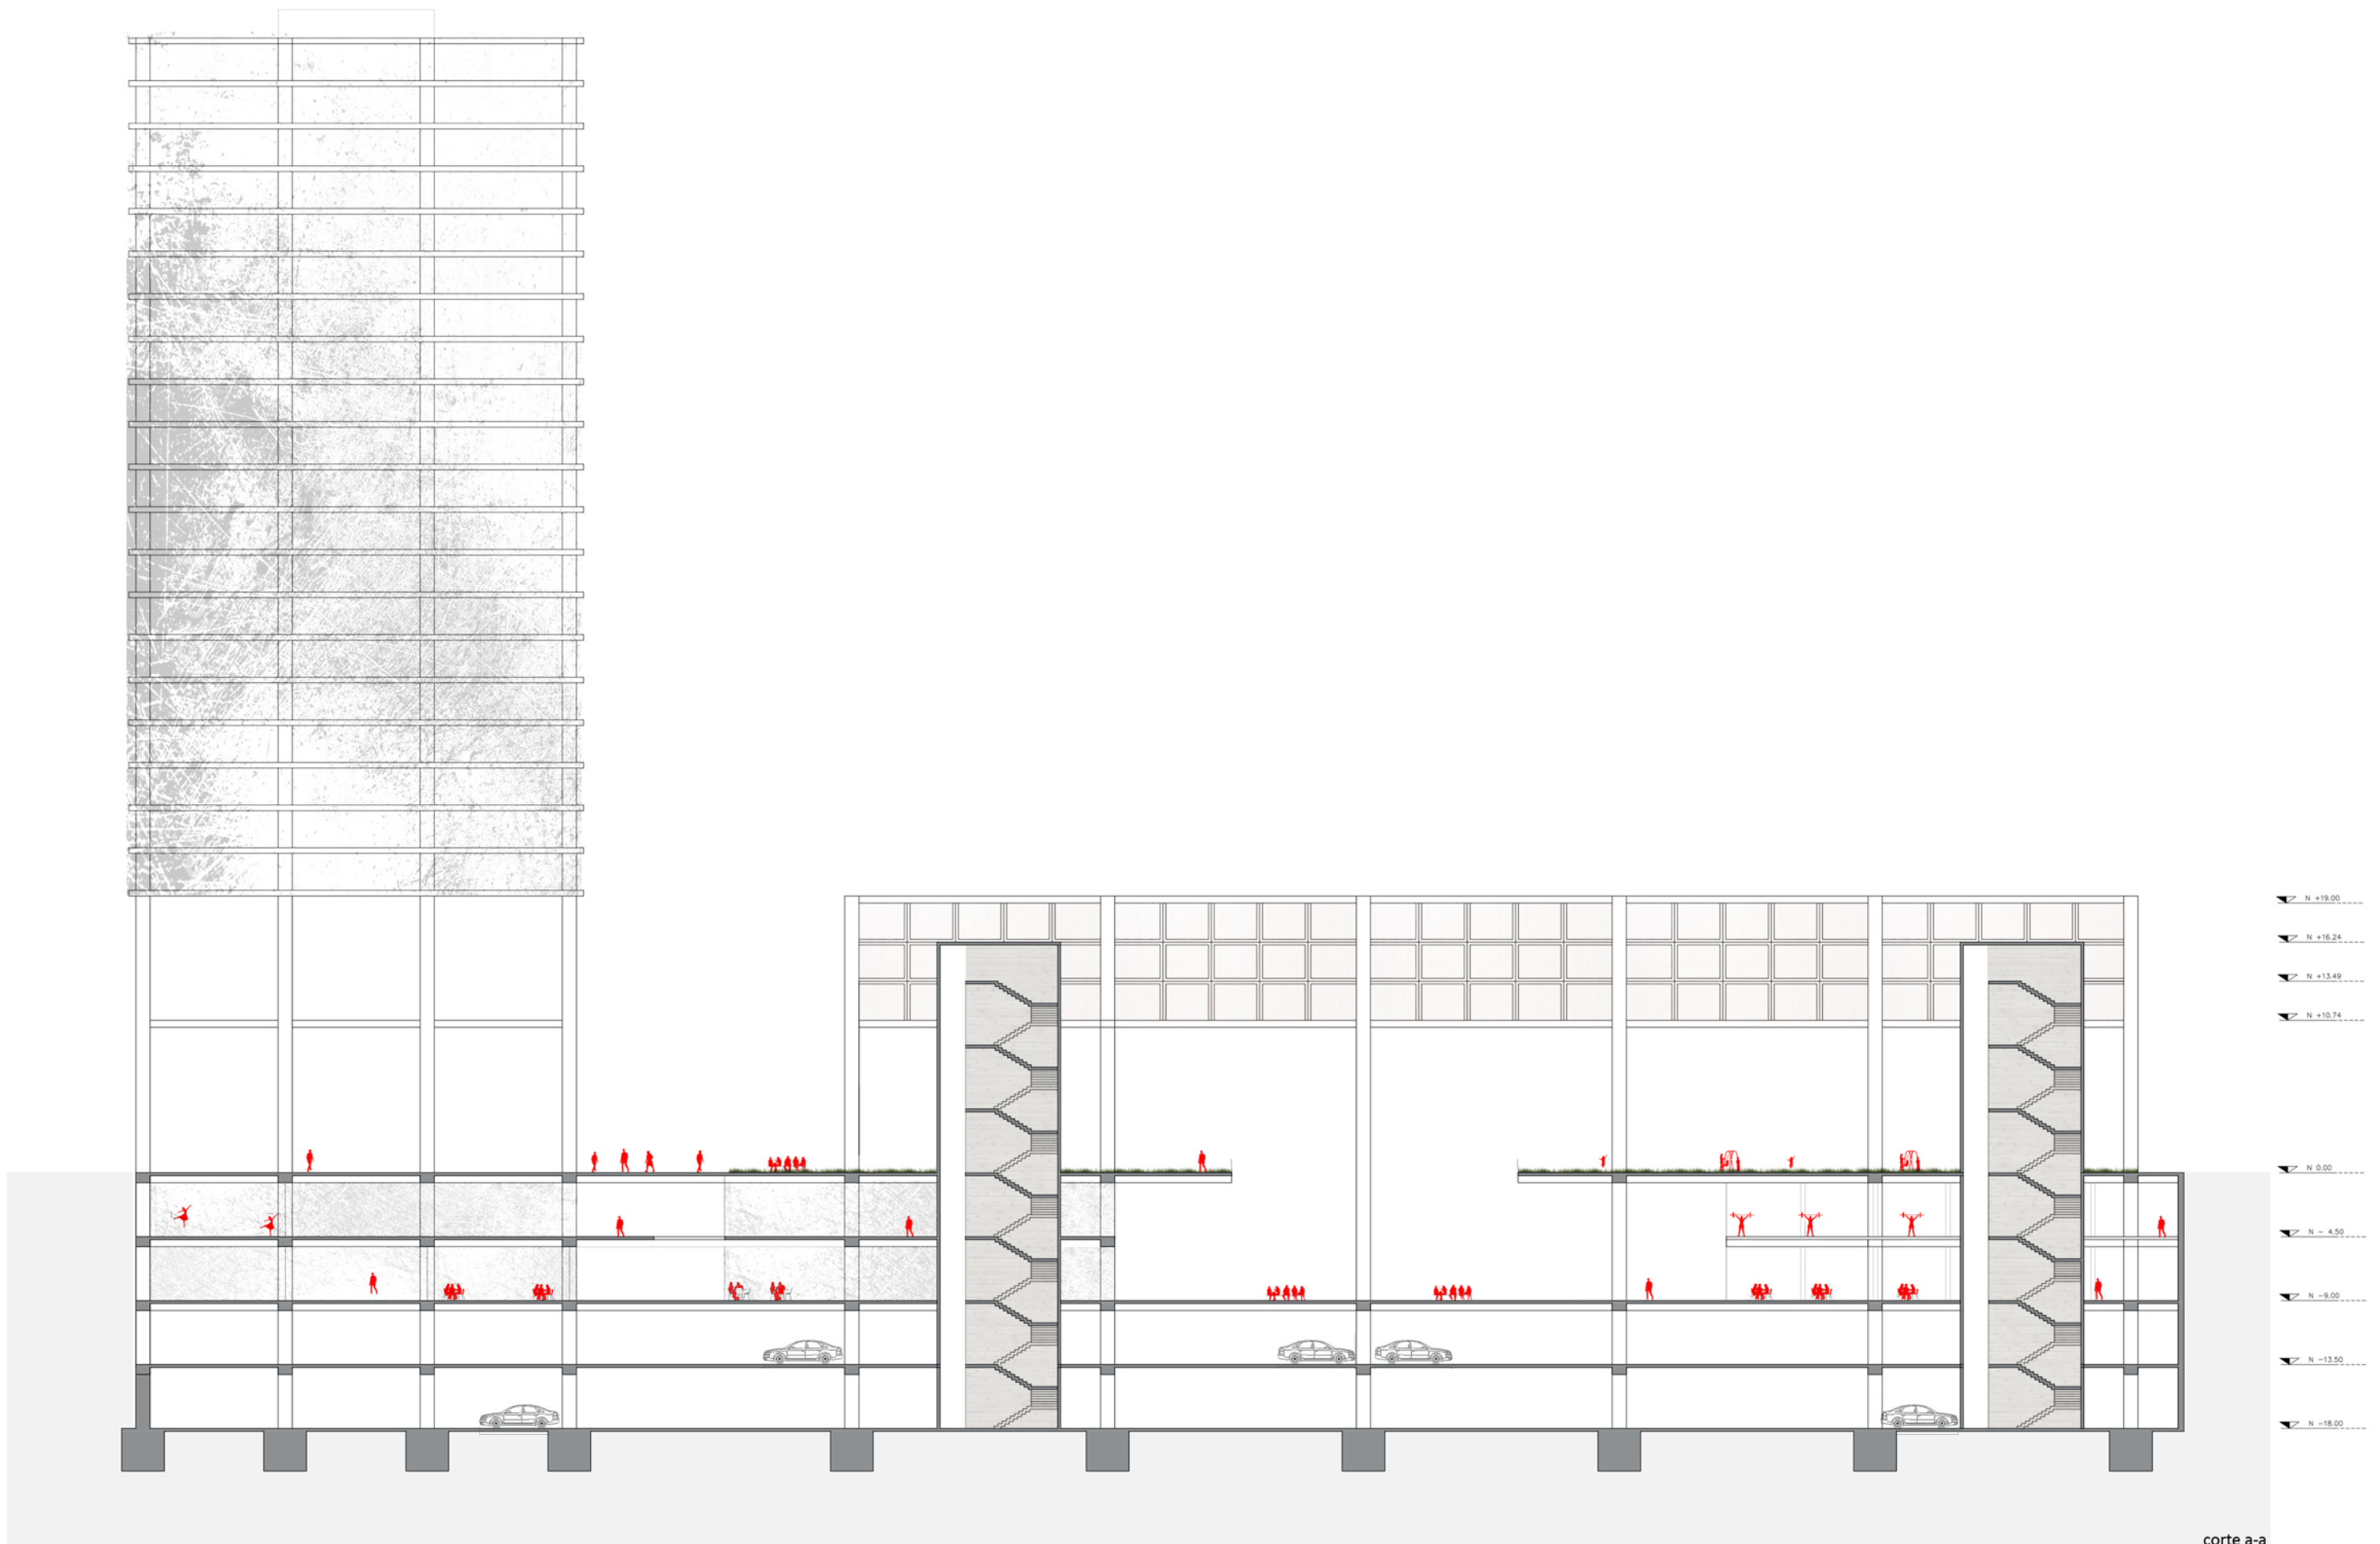 N +19.00
N +16.24
N +13.49
N +10.74
N 0.00
N - 4.50
N -9.00
N -13.50
N -18.00
corte a-a